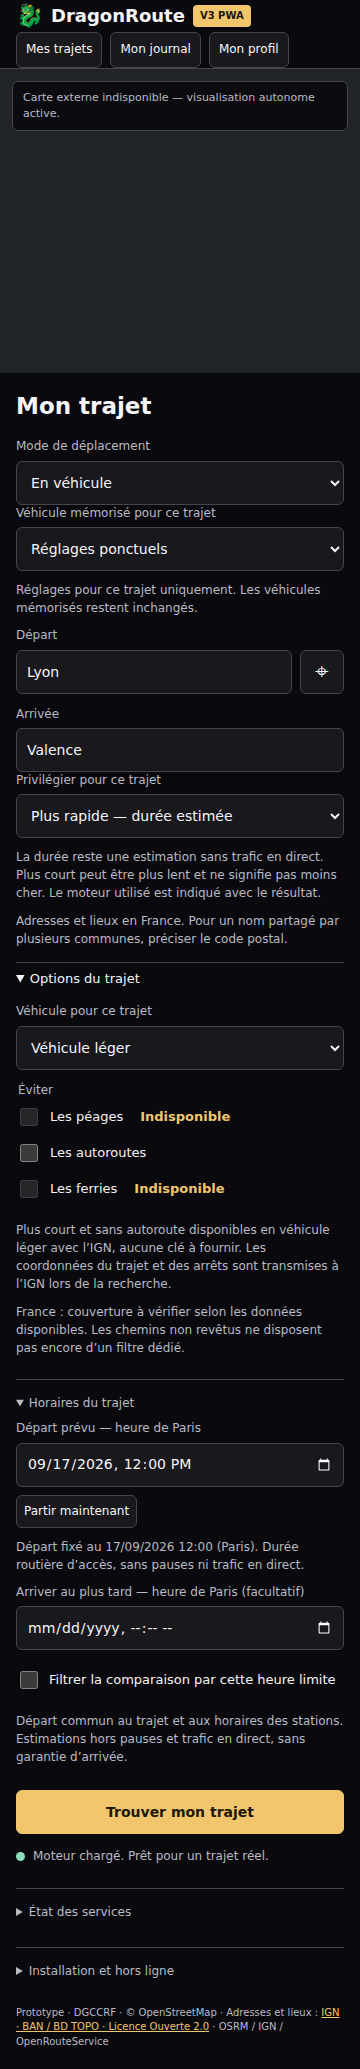 DragonRoute V3 PWA
Mes trajets Mon journal Mon profil
Carte externe indisponible — visualisation autonome
active.
Mon trajet
Mode de déplacement
En véhicule
Véhicule mémorisé pour ce trajet
Réglages ponctuels
Réglages pour ce trajet uniquement. Les véhicules
mémorisés restent inchangés.
Départ
Lyon
Arrivée
Valence
Privilégier pour ce trajet
Plus rapide — durée estimée
La durée reste une estimation sans trafic en direct.
Plus court peut être plus lent et ne signifie pas moins
cher. Le moteur utilisé est indiqué avec le résultat.
Adresses et lieux en France. Pour un nom partagé par
plusieurs communes, préciser le code postal.
Options du trajet
Véhicule pour ce trajet
Véhicule léger
Éviter
Les péages Indisponible
Les autoroutes
Les ferries Indisponible
Plus court et sans autoroute disponibles en véhicule
léger avec l’IGN, aucune clé à fournir. Les
coordonnées du trajet et des arrêts sont transmises à
l’IGN lors de la recherche.
France : couverture à vérifier selon les données
disponibles. Les chemins non revêtus ne disposent
pas encore d’un filtre dédié.
Horaires du trajet
Départ prévu — heure de Paris
09/17/2026, 12:00 PM
Partir maintenant
Départ fixé au 17/09/2026 12:00 (Paris). Durée
routière d’accès, sans pauses ni trafic en direct.
Arriver au plus tard — heure de Paris (facultatif)
mm/dd/yyyy, --:-- --
Filtrer la comparaison par cette heure limite
Départ commun au trajet et aux horaires des stations.
Estimations hors pauses et trafic en direct, sans
garantie d’arrivée.
Trouver mon trajet
Moteur chargé. Prêt pour un trajet réel.
État des services
Installation et hors ligne
Prototype · DGCCRF · © OpenStreetMap · Adresses et lieux : IGN
· BAN / BD TOPO · Licence Ouverte 2.0 · OSRM / IGN /
OpenRouteService